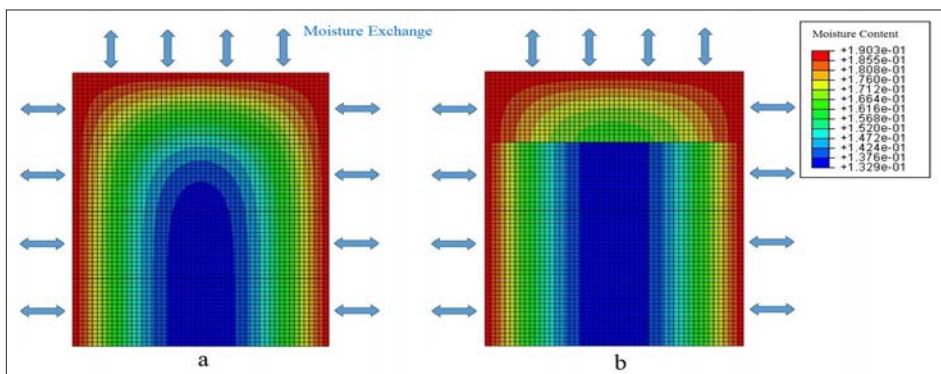 Moisture Exchange
Moisture Content
+1.903e-01
+1.855e-01
+1.808e-01
+1.760e-01
+1.712e-01
+1.664e-01
+1.616e-01
+1.568e-01
+1.520e-01
+1.472e-01
+1.424e-01
+1.376e-01
+1.329e-01
a
b